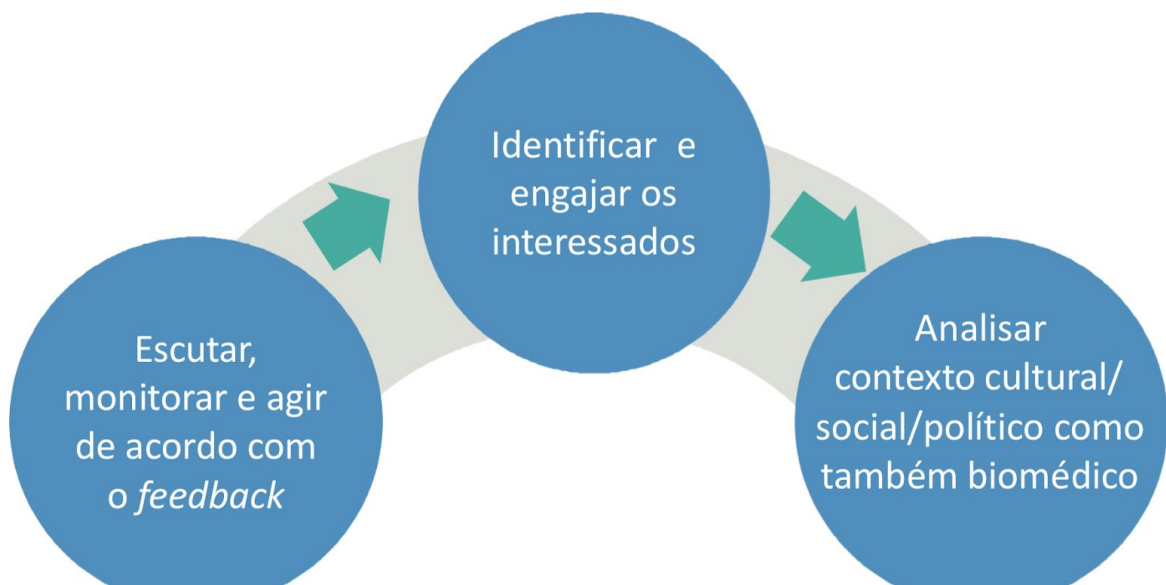 Identificar e
engajar os
interessados
Escutar,
monitorar e agir
de acordo com
o feedback
Analisar
contexto cultural/
social/político como
também biomédico